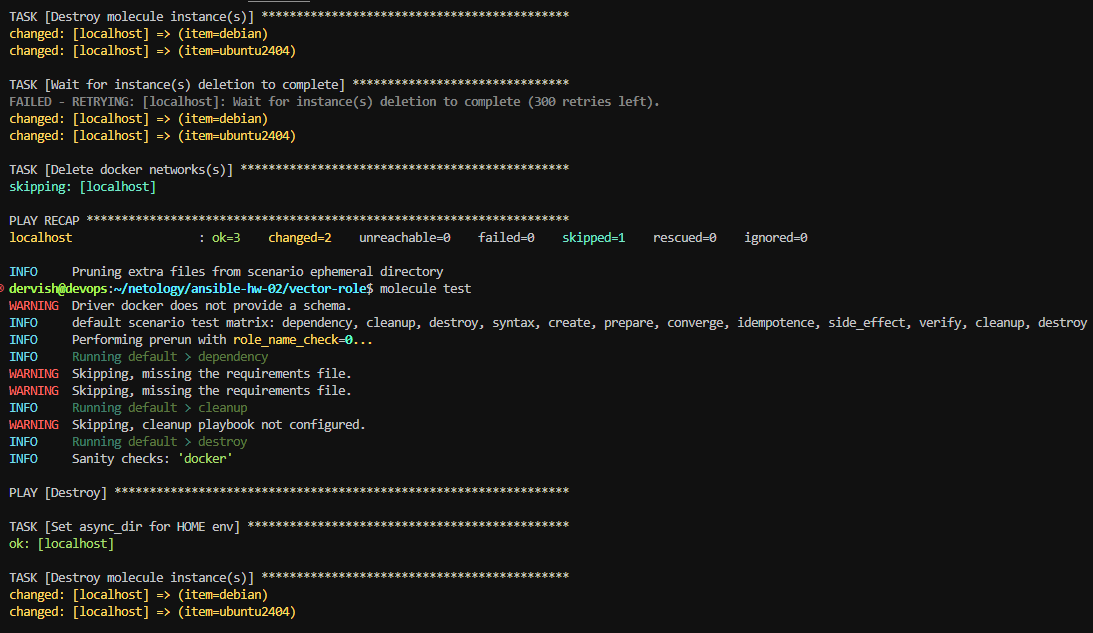 TASK [Destroy molecule instance(s)] ********************************************
changed: [localhost] => (item=debian)
changed: [localhost] => (item=ubuntu2404)
TASK [Wait for instance(s) deletion to complete] *******************************
FAILED - RETRYING: [localhost]: Wait for instance(s) deletion to complete (300 retries left).
changed: [localhost] => (item=debian)
changed: [localhost] => (item=ubuntu2404)
TASK [Delete docker networks(s)] ***********************************************
skipping: [localhost]
PLAY RECAP *********************************************************************
localhost                  : ok=3    changed=2    unreachable=0    failed=0    skipped=1    rescued=0    ignored=0
INFO     Pruning extra files from scenario ephemeral directory
dervish@devops:~/netology/ansible-hw-02/vector-role$ molecule test
WARNING  Driver docker does not provide a schema.
INFO     default scenario test matrix: dependency, cleanup, destroy, syntax, create, prepare, converge, idempotence, side_effect, verify, cleanup, destroy
INFO     Performing prerun with role_name_check=0...
INFO     Running default > dependency
WARNING  Skipping, missing the requirements file.
WARNING  Skipping, missing the requirements file.
INFO     Running default > cleanup
WARNING  Skipping, cleanup playbook not configured.
INFO     Running default > destroy
INFO     Sanity checks: 'docker'
PLAY [Destroy] *****************************************************************
TASK [Set async_dir for HOME env] **********************************************
ok: [localhost]
TASK [Destroy molecule instance(s)] ********************************************
changed: [localhost] => (item=debian)
changed: [localhost] => (item=ubuntu2404)